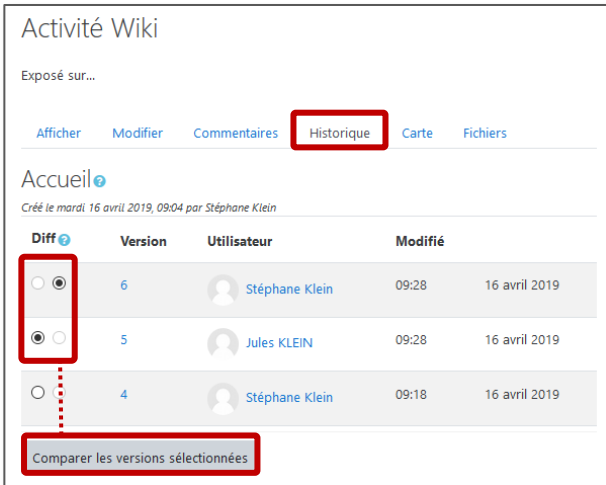 Activité Wiki
Exposé sur...
Afficher Modifier Commentaires Historique Carte Fichiers
Accueil ?
Créé le mardi 16 avril 2019, 09:04 par Stéphane Klein
Diff ? Version Utilisateur Modifié
6 Stéphane Klein 09:28 16 avril 2019
5 Jules KLEIN 09:28 16 avril 2019
4 Stéphane Klein 09:18 16 avril 2019
Comparer les versions sélectionnées